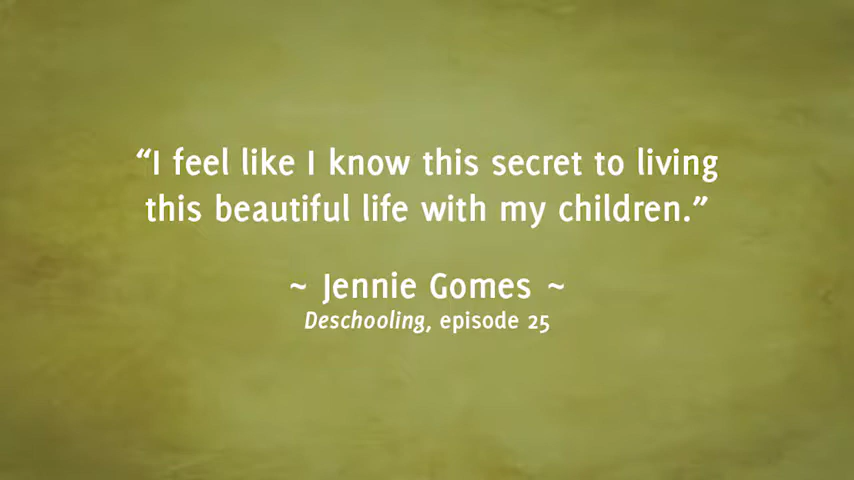 “I feel like I know this secret to living
this beautiful life with my children.”
~ Jennie Gomes ~
Deschooling, episode 25